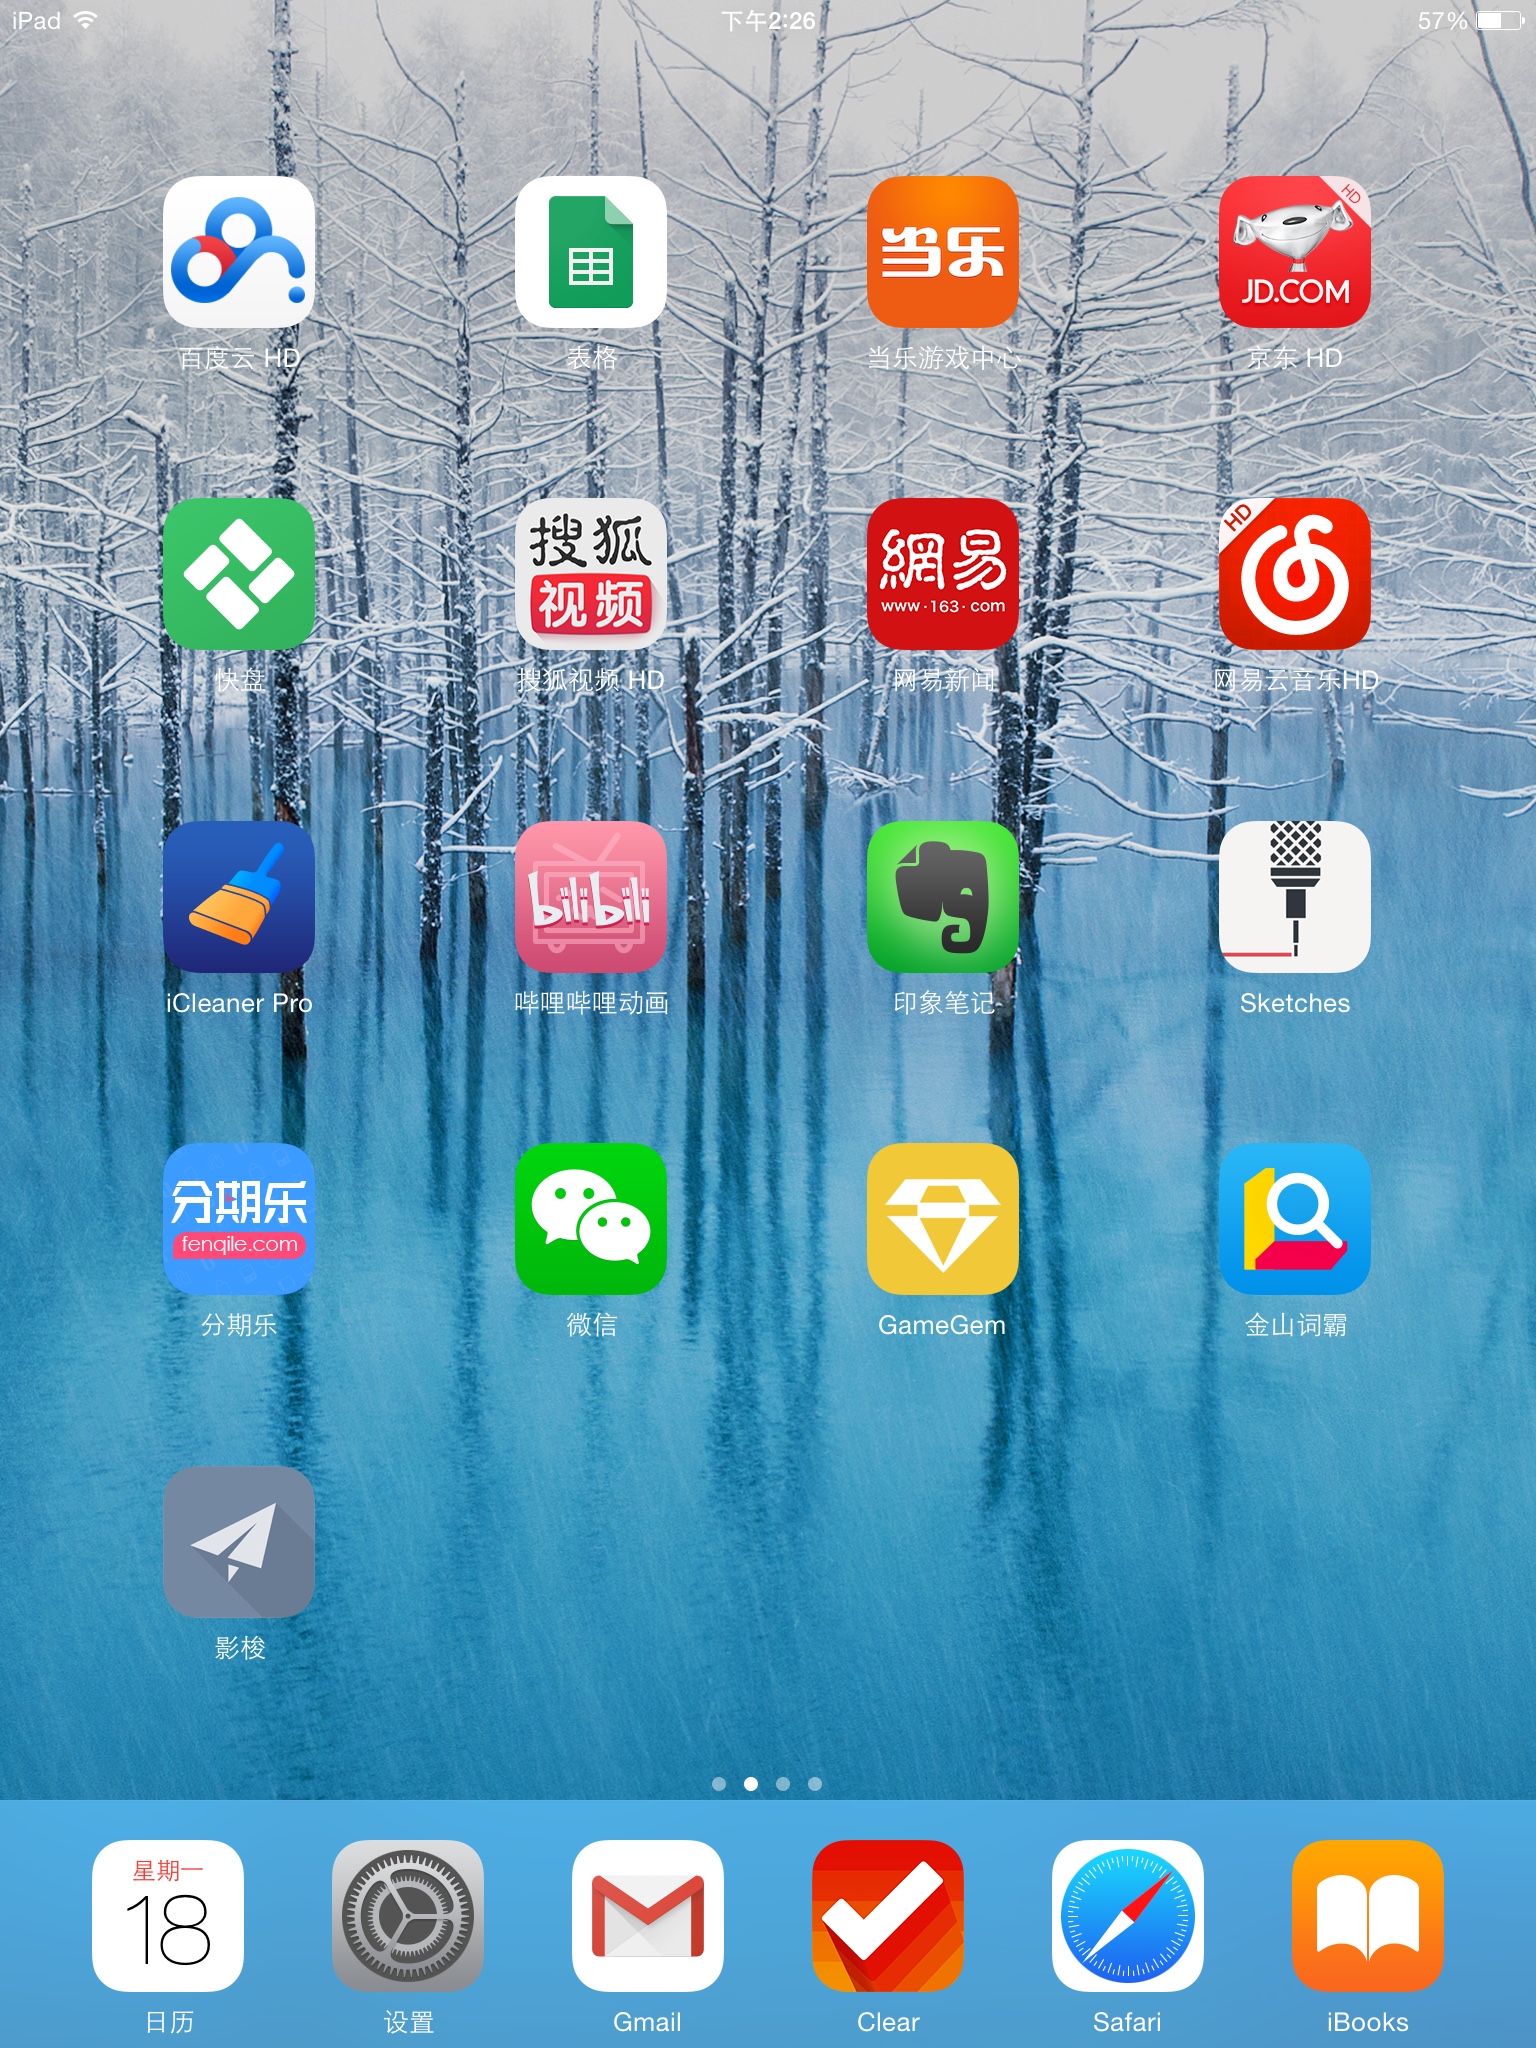 iPad
下午2:26
57%
HD
当乐
JD.COM
百度云 HD
表格
当乐游戏中心
京东 HD
搜狐
视频
網易
www·163·com
HD
快盘
搜狐视频 HD
网易新闻
网易云音乐HD
bilibili
iCleaner Pro
哔哩哔哩动画
印象笔记
Sketches
分期乐
fenqile.com
分期乐
微信
GameGem
金山词霸
影梭
星期一
18
日历
设置
Gmail
Clear
Safari
iBooks